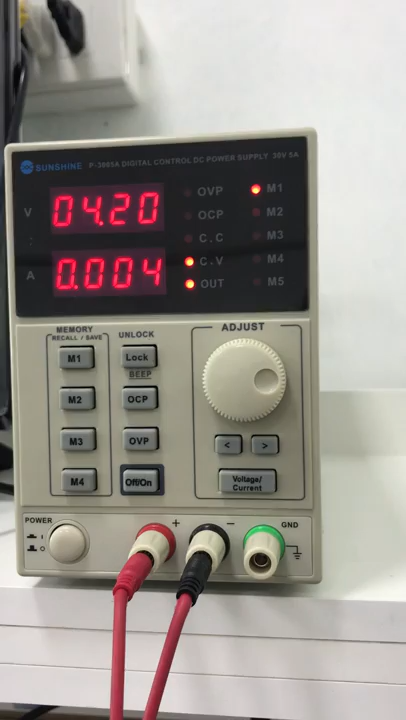 SUNSHINE P-3005A DIGITAL CONTROL DC POWER SUPPLY 30V 5A
V 04.20
A 0.004
OVP
OCP
C.C
C.V
OUT
M1
M2
M3
M4
M5
MEMORY
RECALL / SAVE
M1
M2
M3
M4
UNLOCK
Lock
BEEP
OCP
OVP
Off/On
ADJUST
< >
Voltage/
Current
POWER
I
O
+ −
GND